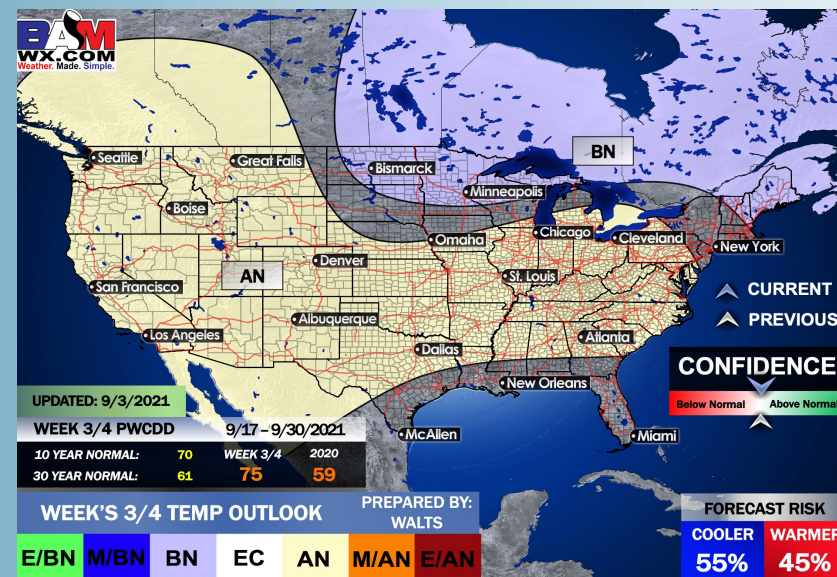 BAM
WX.COM
Weather. Made. Simple.
BN
Seattle
Great Falls
Bismarck
Minneapolis
Boise
Omaha
Chicago
Cleveland
New York
AN
Denver
St. Louis
San Francisco
CURRENT
Albuquerque
PREVIOUS
Los Angeles
Atlanta
Dallas
CONFIDENCE
New Orleans
Below Normal
Above Normal
McAllen
Miami
UPDATED: 9/3/2021
WEEK 3/4 PWCDD 9/17 – 9/30/2021
10 YEAR NORMAL: 70 WEEK 3/4 2020
30 YEAR NORMAL: 61 75 59
WEEK'S 3/4 TEMP OUTLOOK
PREPARED BY:
WALTS
E/BN M/BN BN EC AN M/AN E/AN
FORECAST RISK
COOLER WARMER
55% 45%